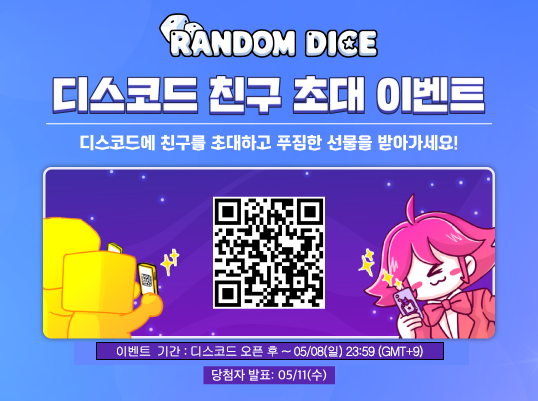 RANDOM DICE
디스코드 친구 초대 이벤트
디스코드에 친구를 초대하고 푸짐한 선물을 받아가세요!
이벤트 기간 : 디스코드 오픈 후 ~ 05/08(일) 23:59 (GMT+9)
당첨자 발표: 05/11(수)